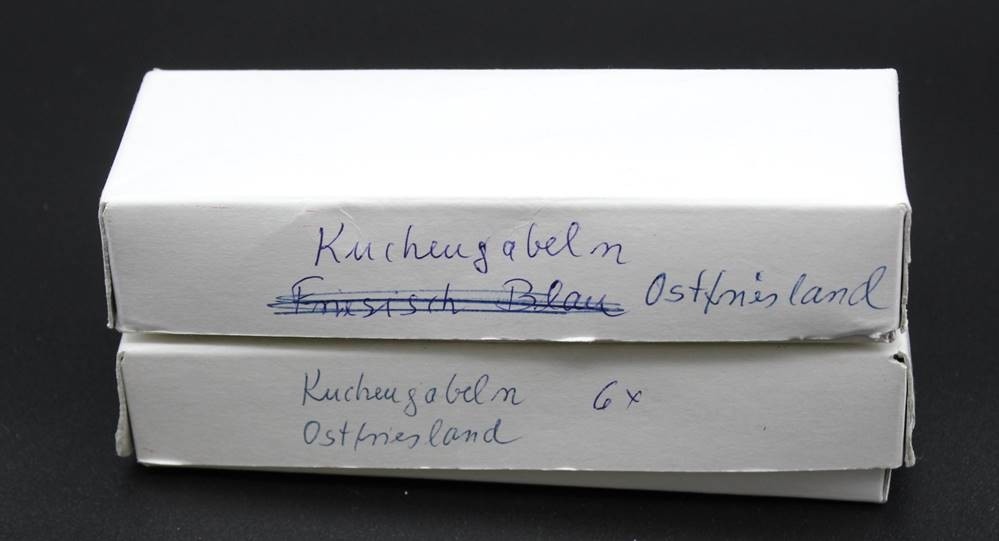 Kuchengabeln
Friesisch Blau Ostfriesland
Kuchengabeln 6x
Ostfriesland